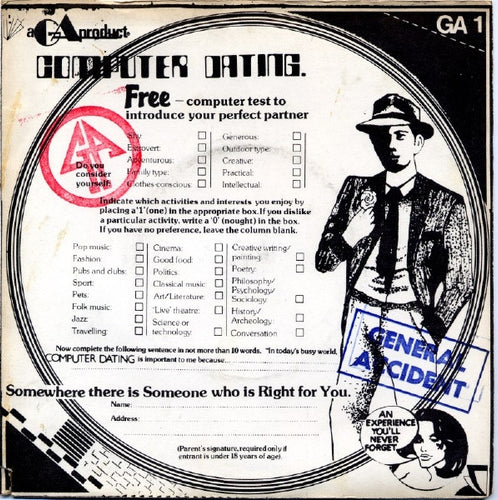 a GA product
GA 1
COMPUTER DATING.
Free – computer test to
introduce your perfect partner
Do you
consider
yourself:
Shy:
Extrovert:
Adventurous:
Family type:
Clothes-conscious:
Generous:
Outdoor type:
Creative:
Practical:
Intellectual:
Indicate which activities and interests you enjoy by
placing a '1' (one) in the appropriate box. If you dislike
a particular activity, write a '0' (nought) in the box.
If you have no preference, leave the column blank.
Pop music
Fashion
Pubs and clubs:
Sport:
Pets:
Folk music:
Jazz:
Travelling:
Cinema:
Good food:
Politics
Classical music:
Art/Literature:
'Live' theatre:
Science or
technology:
Creative writing/
painting:
Poetry:
Philosophy/
Psychology/
Sociology
History/
Archeology:
Conversation
Now complete the following sentence in not more than 10 words. "In today's busy world,
COMPUTER DATING is important to me because
Somewhere there is Someone who is Right for You.
Name:
Address:
(Parent's signature, required only if
entrant is under 18 years of age).
GENERAL
ACCIDENT
AN
EXPERIENCE
YOU'LL
NEVER
FORGET